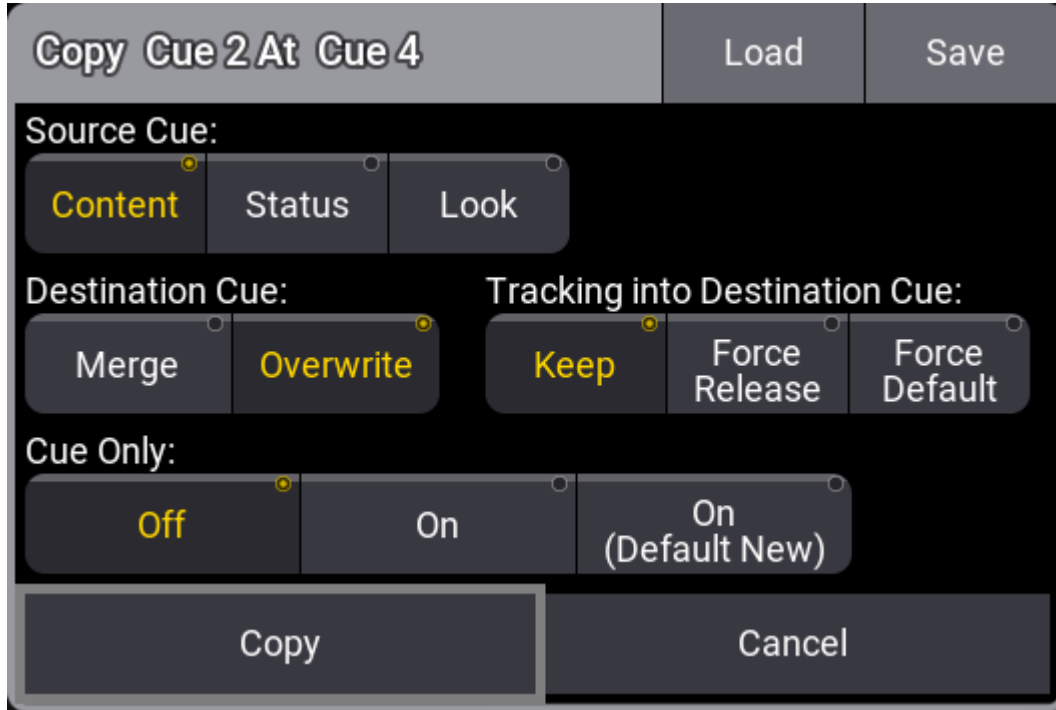 Copy Cue 2 At Cue 4
Load
Save
Source Cue:
Content
Status
Look
Destination Cue:
Merge
Overwrite
Tracking into Destination Cue:
Keep
Force
Release
Force
Default
Cue Only:
Off
On
On
(Default New)
Copy
Cancel